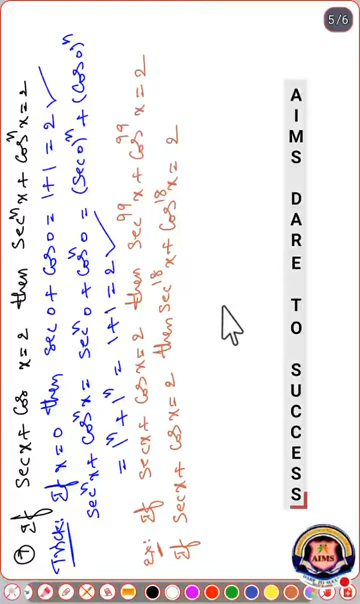 ① If secx + cosx = 2 then secⁿx + cosⁿx = 2
Trick: If x = 0 then sec0 + cos0 = 1 + 1 = 2 ✓
secⁿx + cosⁿx = secⁿ0 + cosⁿ0 = (sec0)ⁿ + (cos0)ⁿ
= 1ⁿ + 1ⁿ = 1 + 1 = 2 ✓
Ex: If secx + cosx = 2 then sec⁹⁹x + cos⁹⁹x = 2
If secx + cosx = 2 then sec¹⁸x + cos¹⁸x = 2
AIMS DARE TO SUCCESS
5/6
AIMS